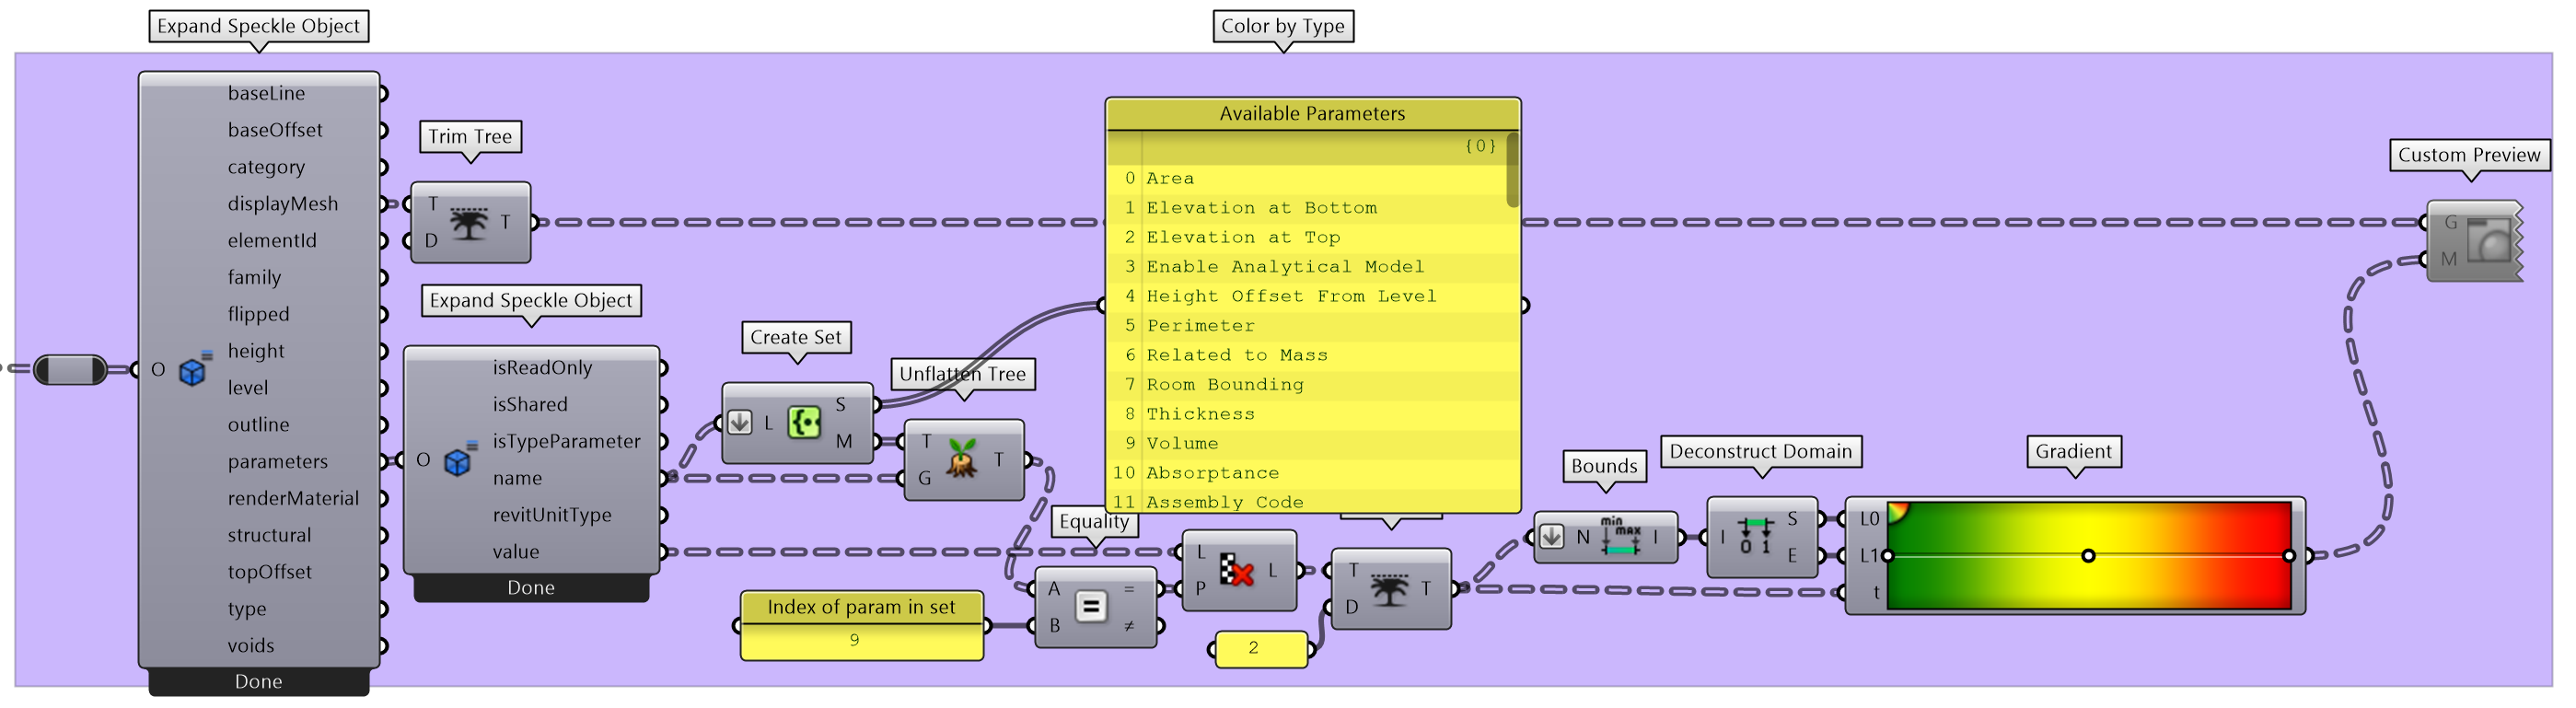 Expand Speckle Object
Color by Type
baseLine
baseOffset
category
displayMesh
elementId
family
flipped
height
level
outline
parameters
renderMaterial
structural
topOffset
type
voids
O
Done
Trim Tree
T
D
T
Expand Speckle Object
O
isReadOnly
isShared
isTypeParameter
name
revitUnitType
value
Done
Create Set
L
S
M
Unflatten Tree
T
G
T
Available Parameters
{0}
0 Area
1 Elevation at Bottom
2 Elevation at Top
3 Enable Analytical Model
4 Height Offset From Level
5 Perimeter
6 Related to Mass
7 Room Bounding
8 Thickness
9 Volume
10 Absorptance
11 Assembly Code
Index of param in set
9
Equality
A
B
=
≠
L
P
L
2
T
D
T
Bounds
N
min
max
I
Deconstruct Domain
I
0 1
S
E
Gradient
L0
L1
t
Custom Preview
G
M